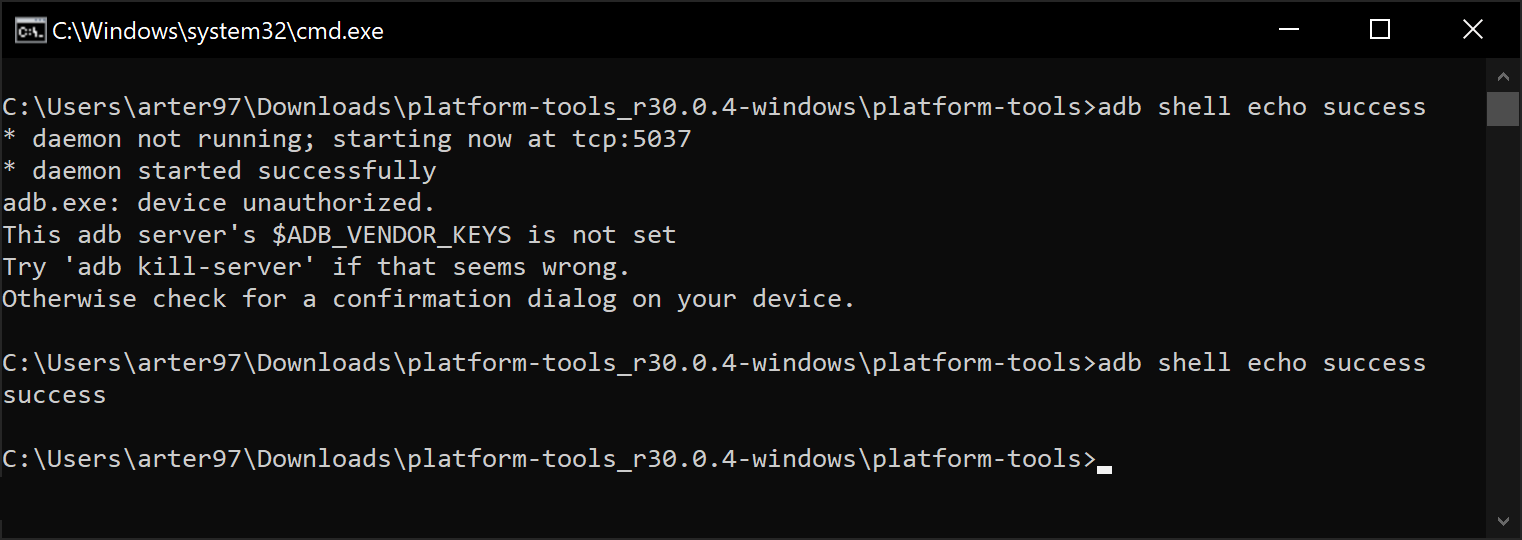 C:\Windows\system32\cmd.exe
C:\Users\arter97\Downloads\platform-tools_r30.0.4-windows\platform-tools>adb shell echo success
* daemon not running; starting now at tcp:5037
* daemon started successfully
adb.exe: device unauthorized.
This adb server's $ADB_VENDOR_KEYS is not set
Try 'adb kill-server' if that seems wrong.
Otherwise check for a confirmation dialog on your device.
C:\Users\arter97\Downloads\platform-tools_r30.0.4-windows\platform-tools>adb shell echo success
success
C:\Users\arter97\Downloads\platform-tools_r30.0.4-windows\platform-tools>